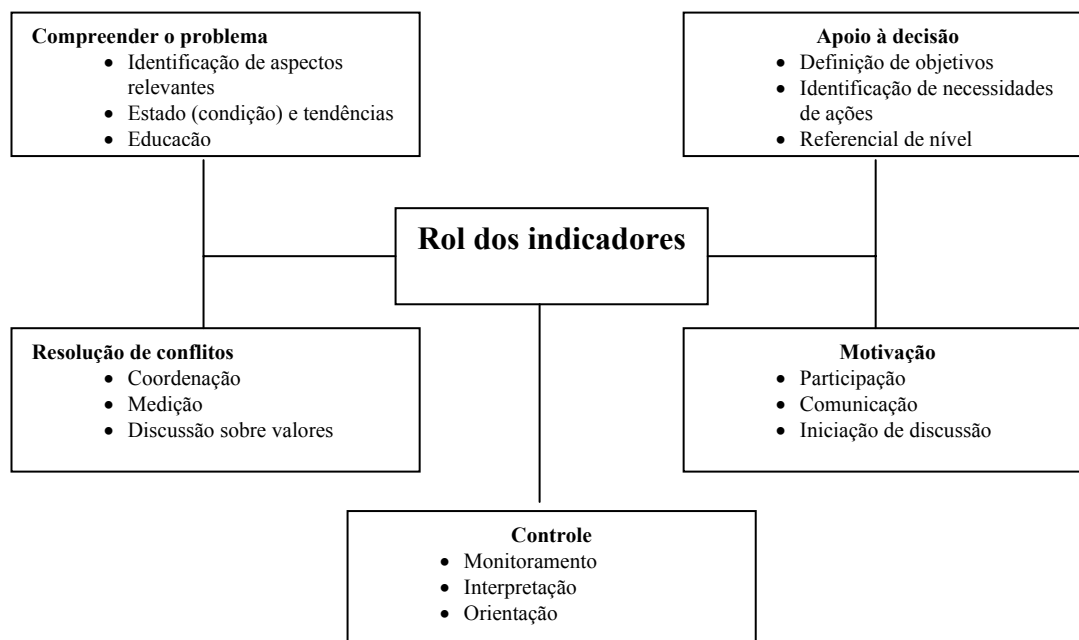 Compreender o problema
• Identificação de aspectos
relevantes
• Estado (condição) e tendências
• Educacão
Apoio à decisão
• Definição de objetivos
• Identificação de necessidades
de ações
• Referencial de nível
Rol dos indicadores
Resolução de conflitos
• Coordenação
• Medição
• Discussão sobre valores
Motivação
• Participação
• Comunicação
• Iniciação de discussão
Controle
• Monitoramento
• Interpretação
• Orientação